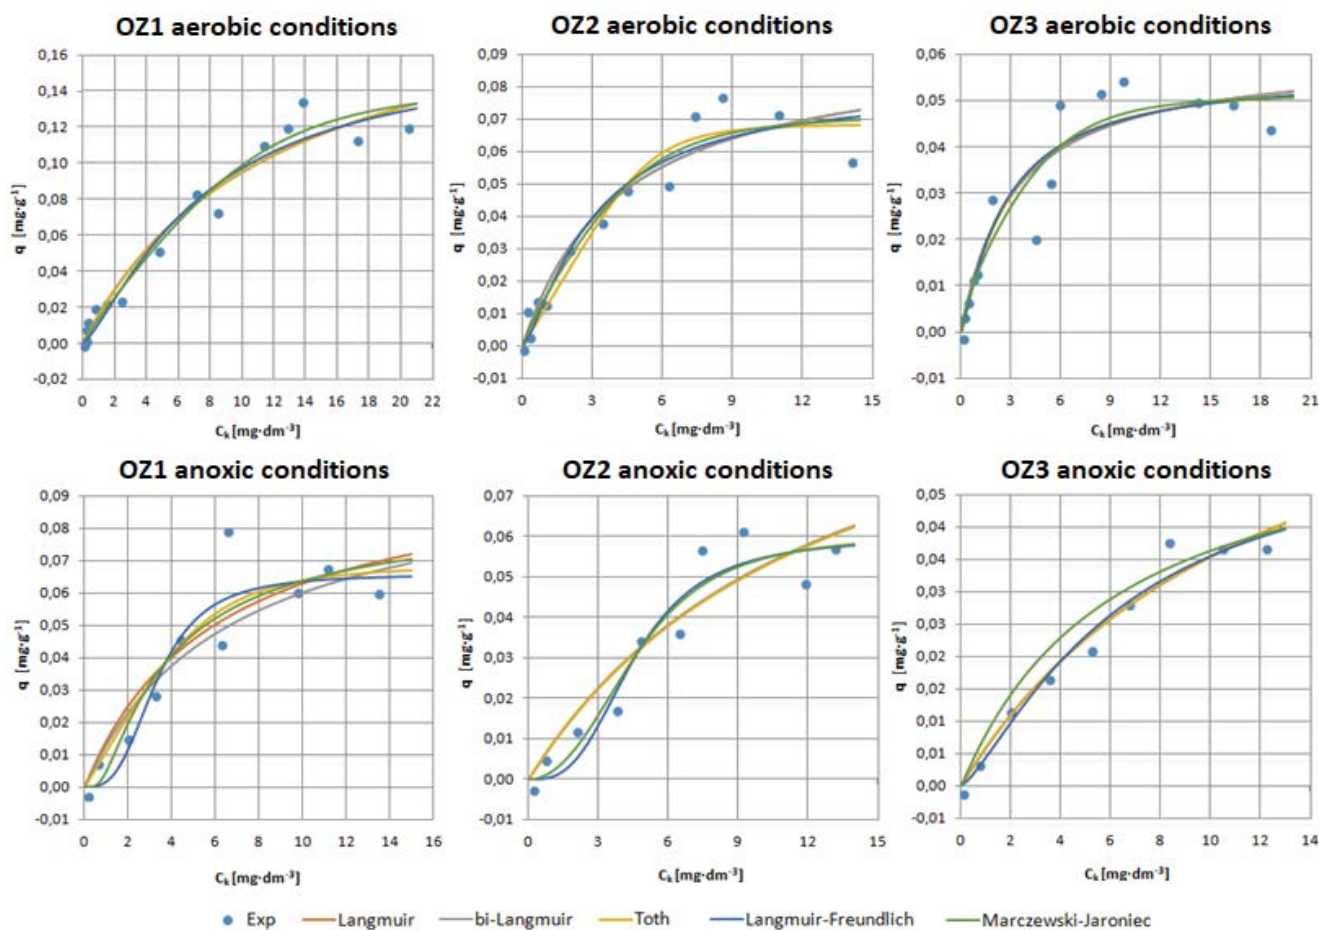 OZ1 aerobic conditions
OZ2 aerobic conditions
OZ3 aerobic conditions
0,16
0,14
0,12
0,10
0,08
0,06
0,04
0,02
0,00
-0,02
q [mg·g⁻¹]
0 2 4 6 8 10 12 14 16 18 20 22
Cₖ [mg·dm⁻³]
0,09
0,08
0,07
0,06
0,05
0,04
0,03
0,02
0,01
0,00
-0,01
q [mg·g⁻¹]
0 3 6 9 12 15
Cₖ [mg·dm⁻³]
0,06
0,05
0,04
0,03
0,02
0,01
0,00
-0,01
q [mg·g⁻¹]
0 3 6 9 12 15 18 21
Cₖ [mg·dm⁻³]
OZ1 anoxic conditions
OZ2 anoxic conditions
OZ3 anoxic conditions
0,09
0,08
0,07
0,06
0,05
0,04
0,03
0,02
0,01
0,00
-0,01
q [mg·g⁻¹]
0 2 4 6 8 10 12 14 16
Cₖ [mg·dm⁻³]
0,07
0,06
0,05
0,04
0,03
0,02
0,01
0,00
-0,01
q [mg·g⁻¹]
0 3 6 9 12 15
Cₖ [mg·dm⁻³]
0,05
0,04
0,04
0,03
0,03
0,02
0,02
0,01
0,01
0,00
-0,01
q [mg·g⁻¹]
0 2 4 6 8 10 12 14
Cₖ [mg·dm⁻³]
Exp Langmuir bi-Langmuir Toth Langmuir-Freundlich Marczewski-Jaroniec